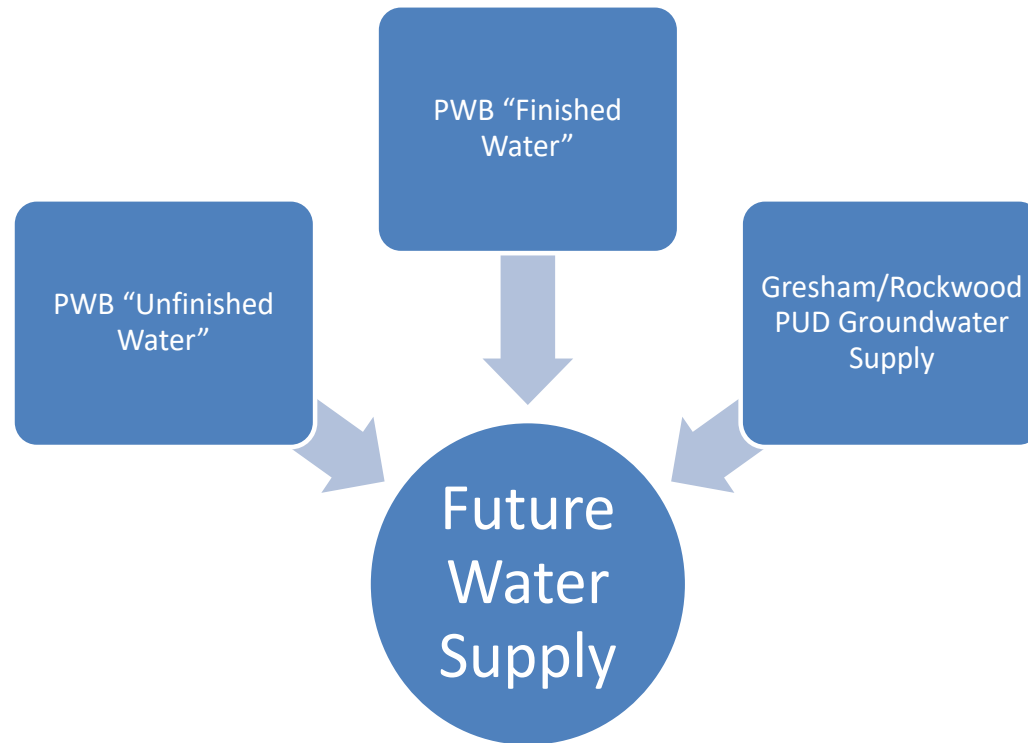 PWB “Finished
Water”
PWB “Unfinished
Water”
Gresham/Rockwood
PUD Groundwater
Supply
Future
Water
Supply